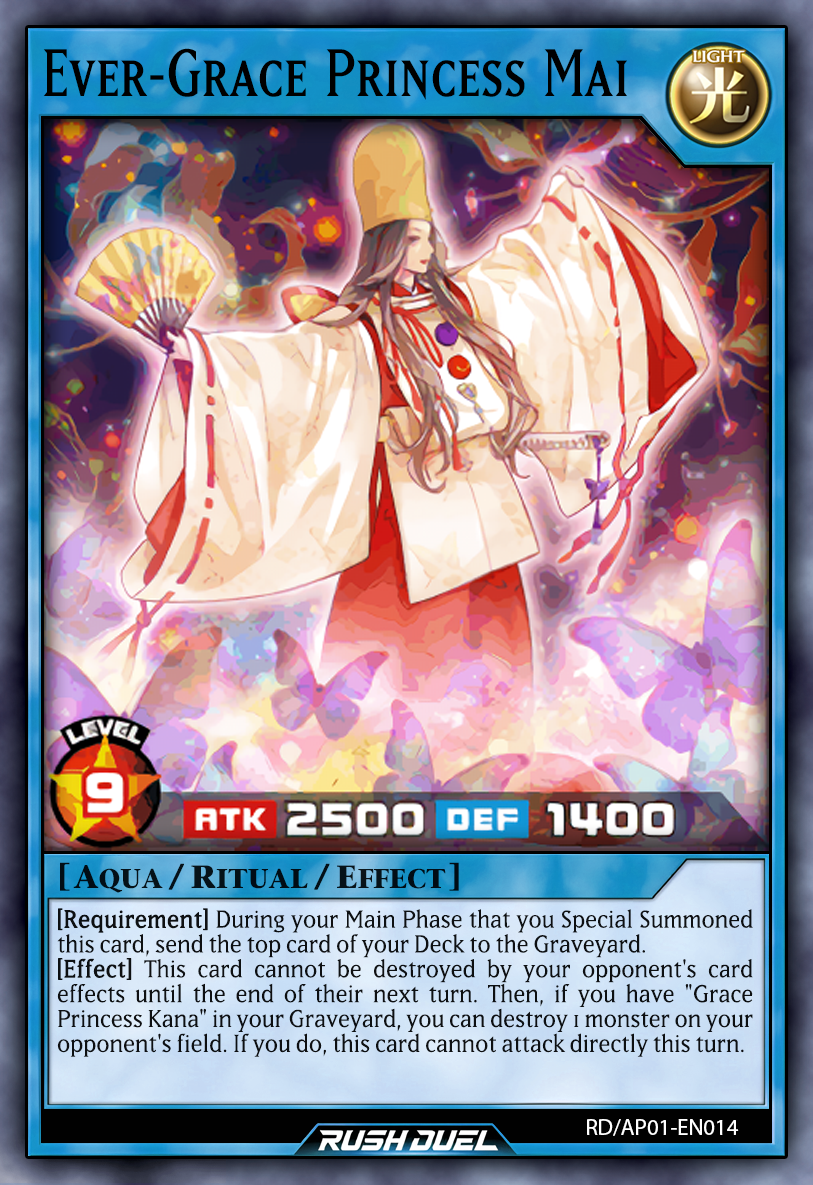 Ever-Grace Princess Mai
LIGHT
光
LEVEL
9
ATK 2500 DEF 1400
[Aqua / Ritual / Effect]
[Requirement] During your Main Phase that you Special Summoned
this card, send the top card of your Deck to the Graveyard.
[Effect] This card cannot be destroyed by your opponent's card
effects until the end of their next turn. Then, if you have "Grace
Princess Kana" in your Graveyard, you can destroy 1 monster on your
opponent's field. If you do, this card cannot attack directly this turn.
RD/AP01-EN014
RUSH DUEL